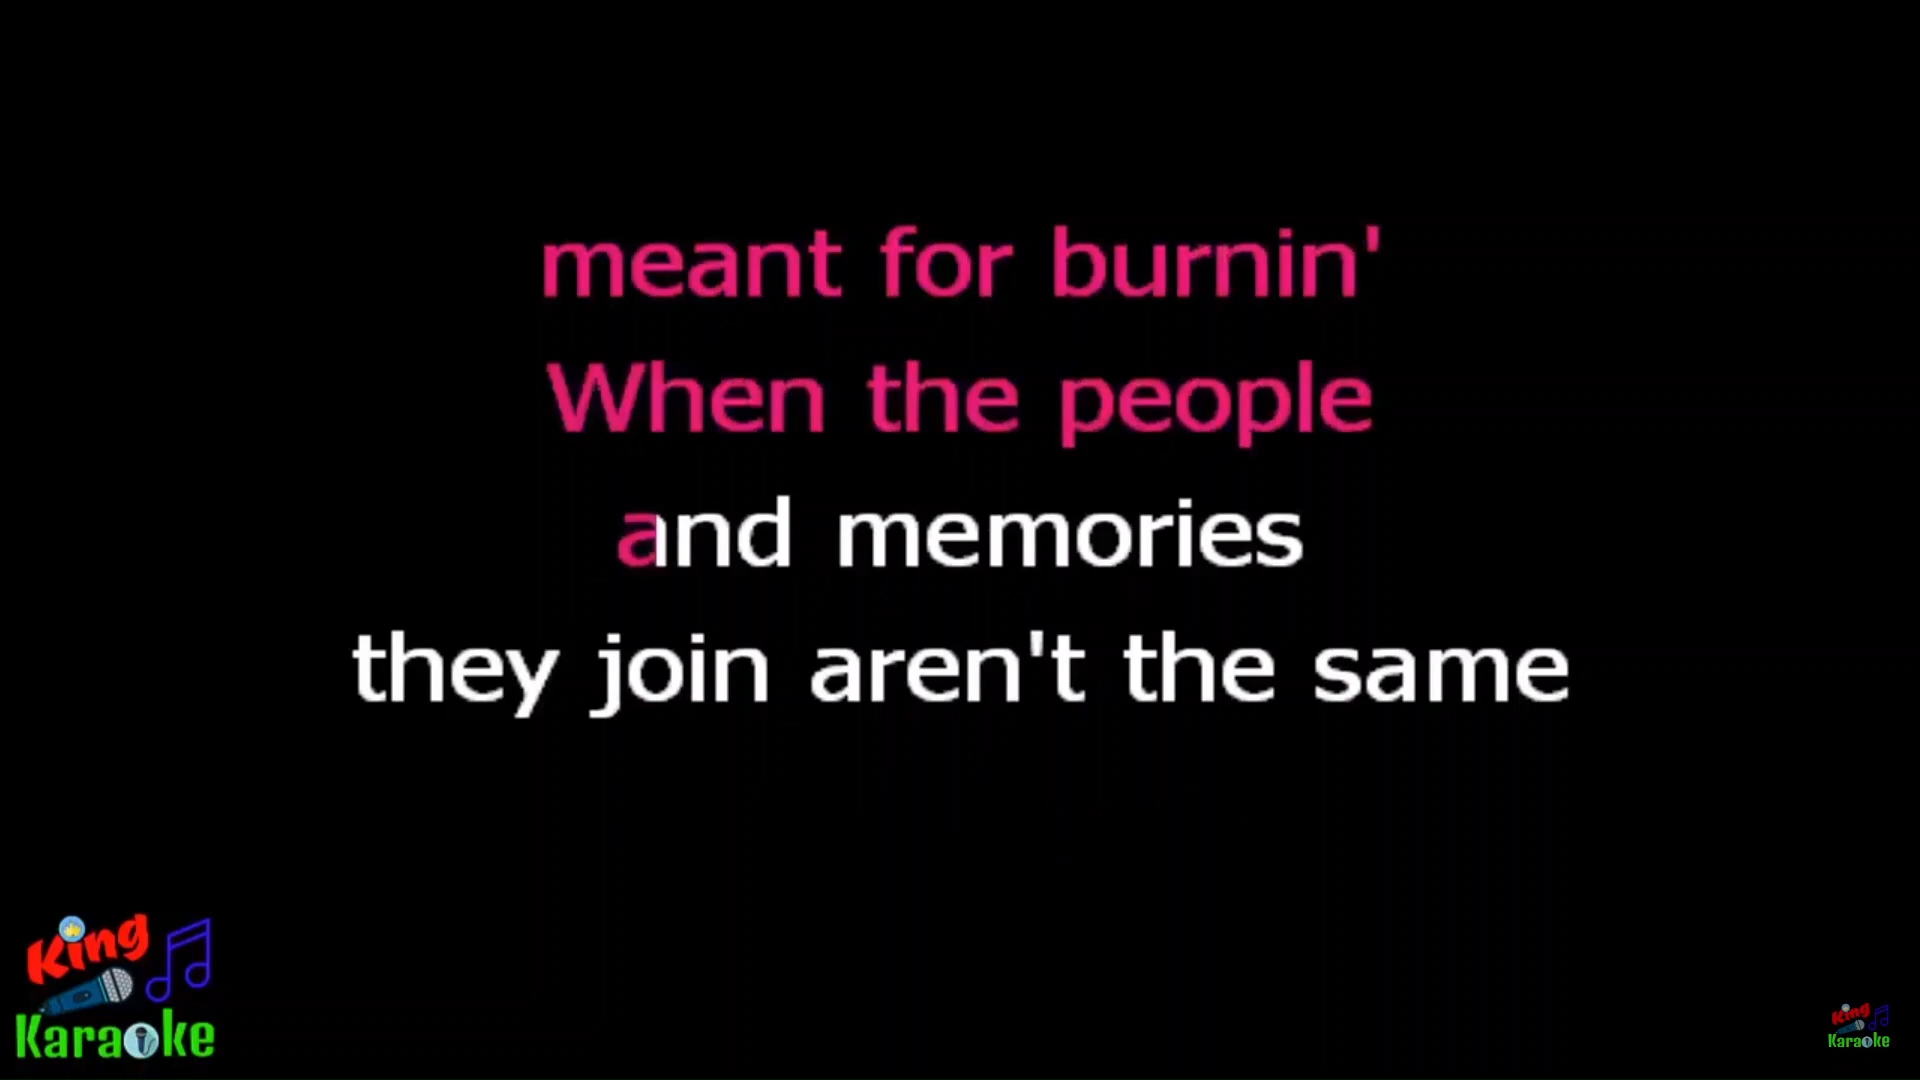 meant for burnin'
When the people
and memories
they join aren't the same
King
Karaoke
King
Karaoke